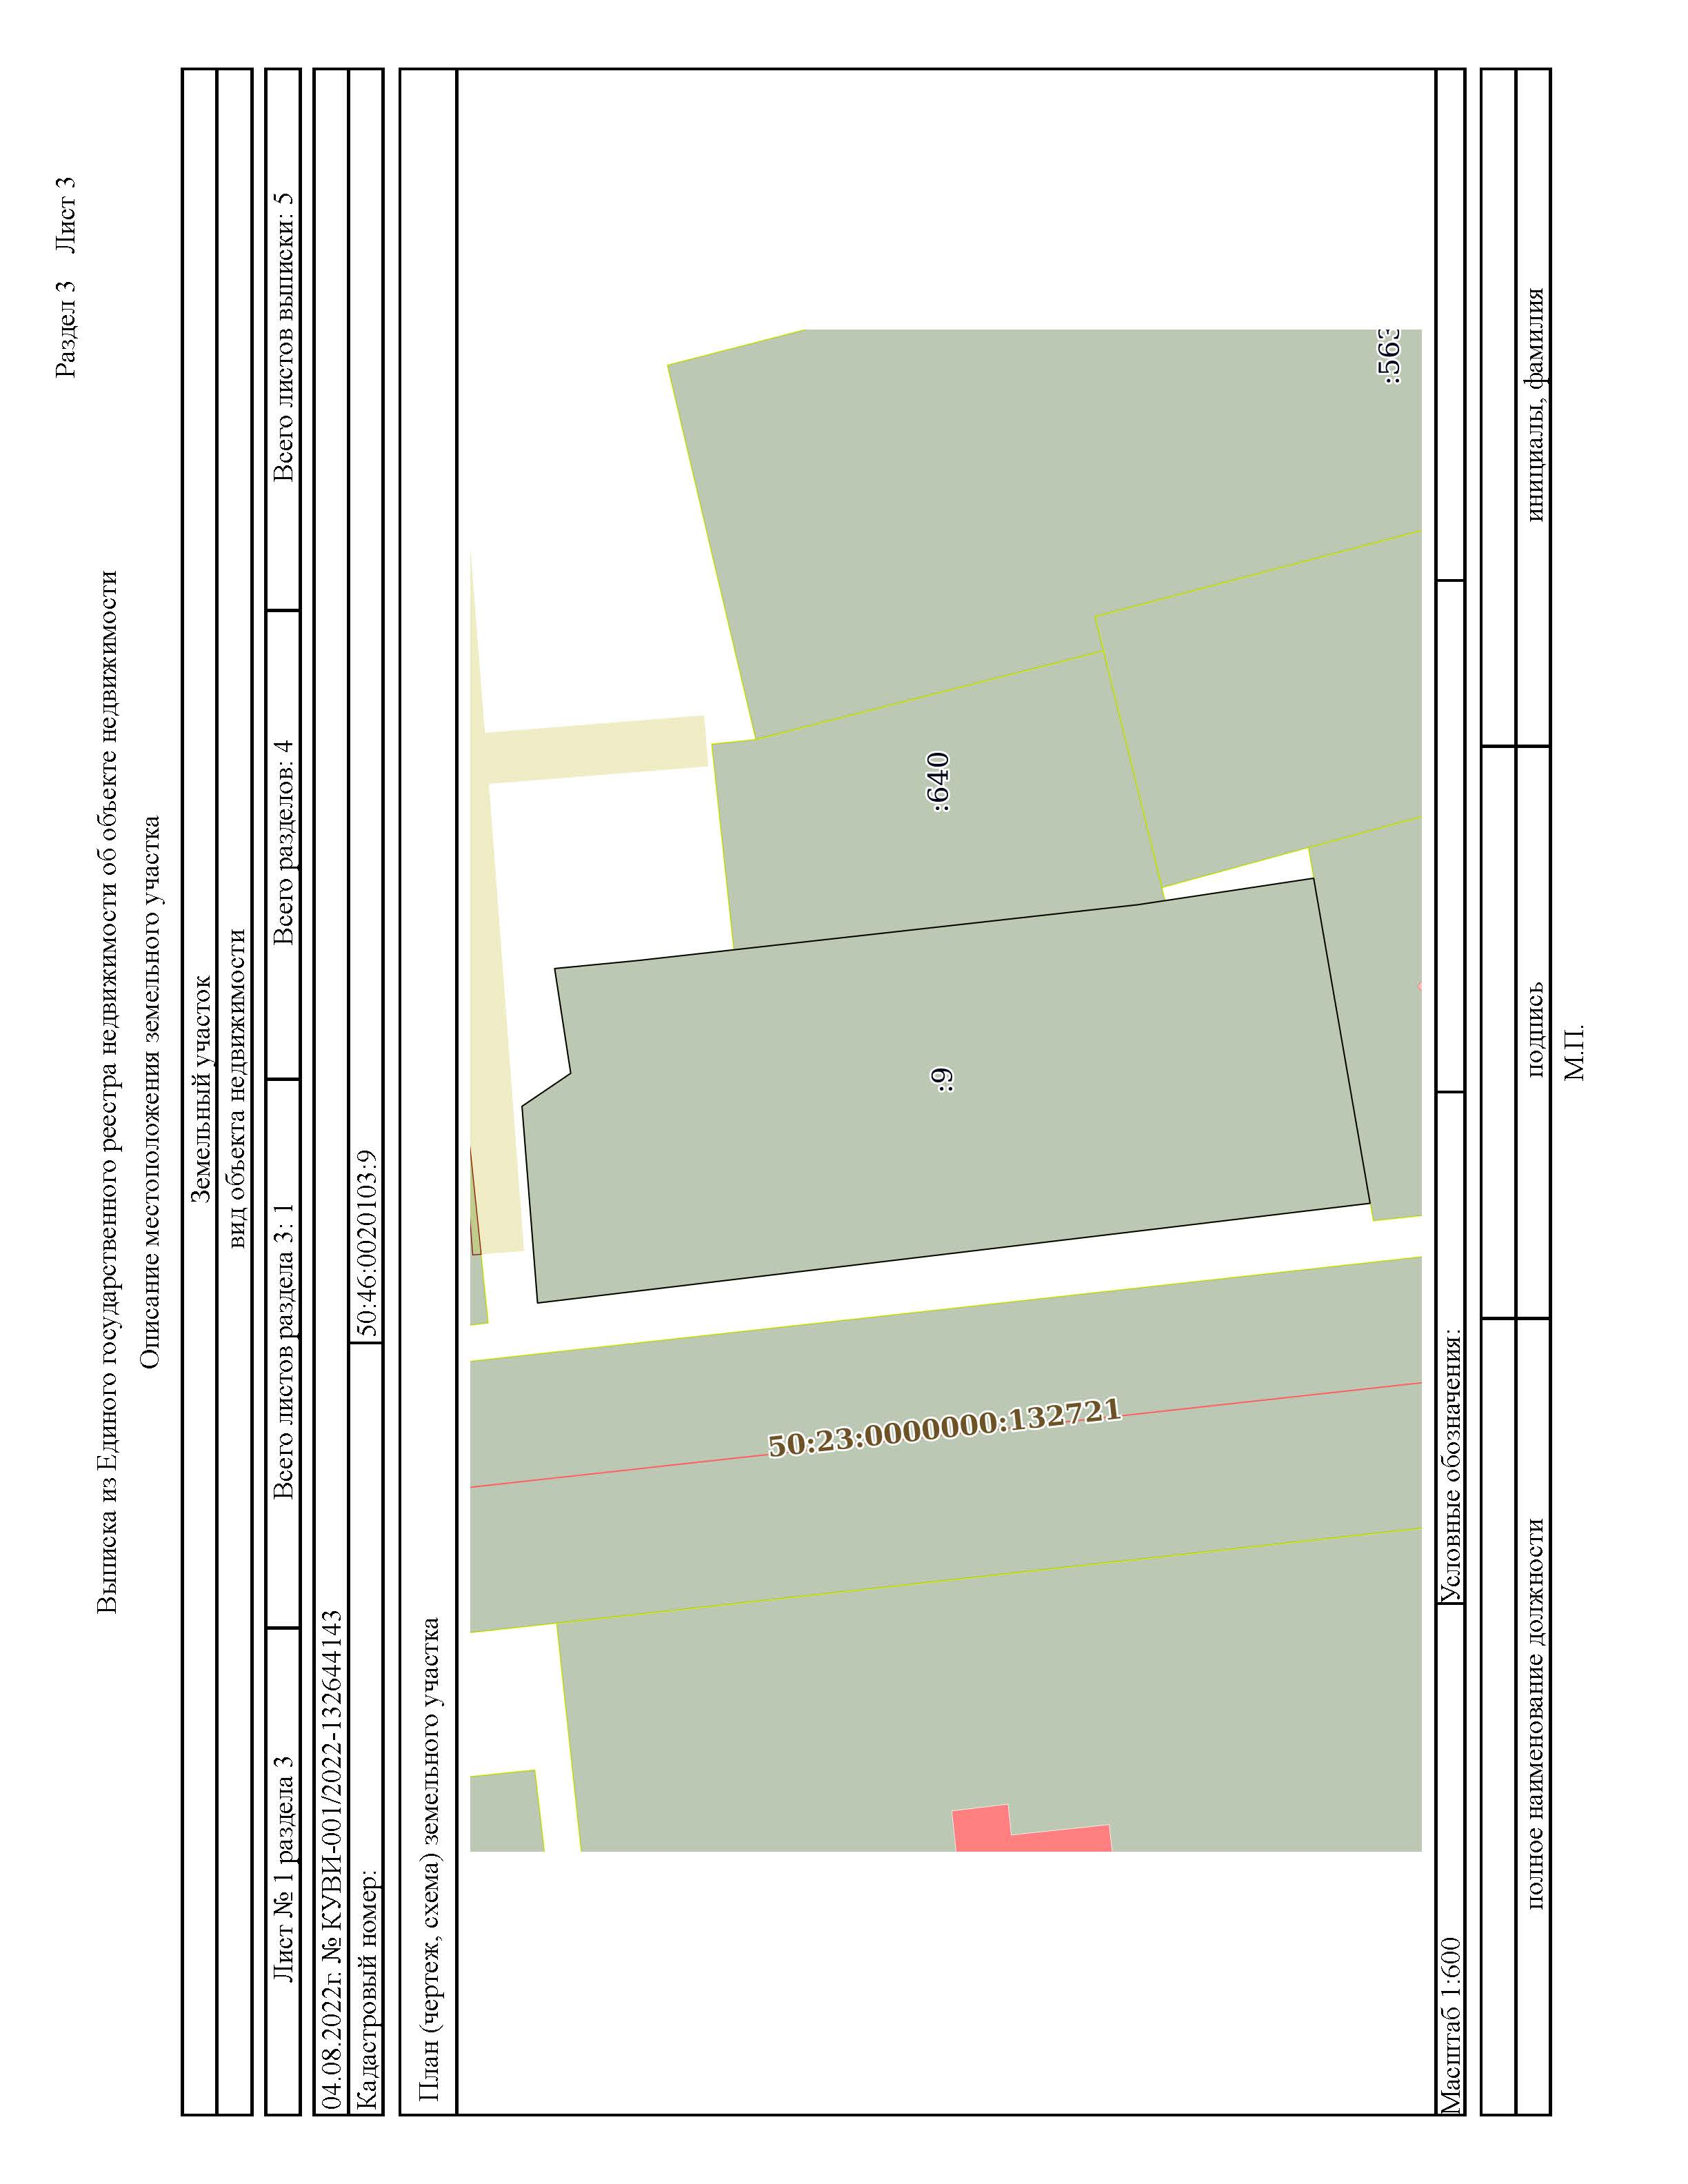 Раздел 3 Лист 3
Выписка из Единого государственного реестра недвижимости об объекте недвижимости
Описание местоположения земельного участка
Земельный участок
вид объекта недвижимости
Лист № 1 раздела 3 Всего листов раздела 3: 1 Всего разделов: 4 Всего листов выписки: 5
04.08.2022г. № КУВИ-001/2022-132644143
Кадастровый номер: 50:46:0020103:9
План (чертеж, схема) земельного участка
50:23:0000000:132721
:9
:640
:563
Масштаб 1:600 Условные обозначения:
полное наименование должности подпись инициалы, фамилия
М.П.